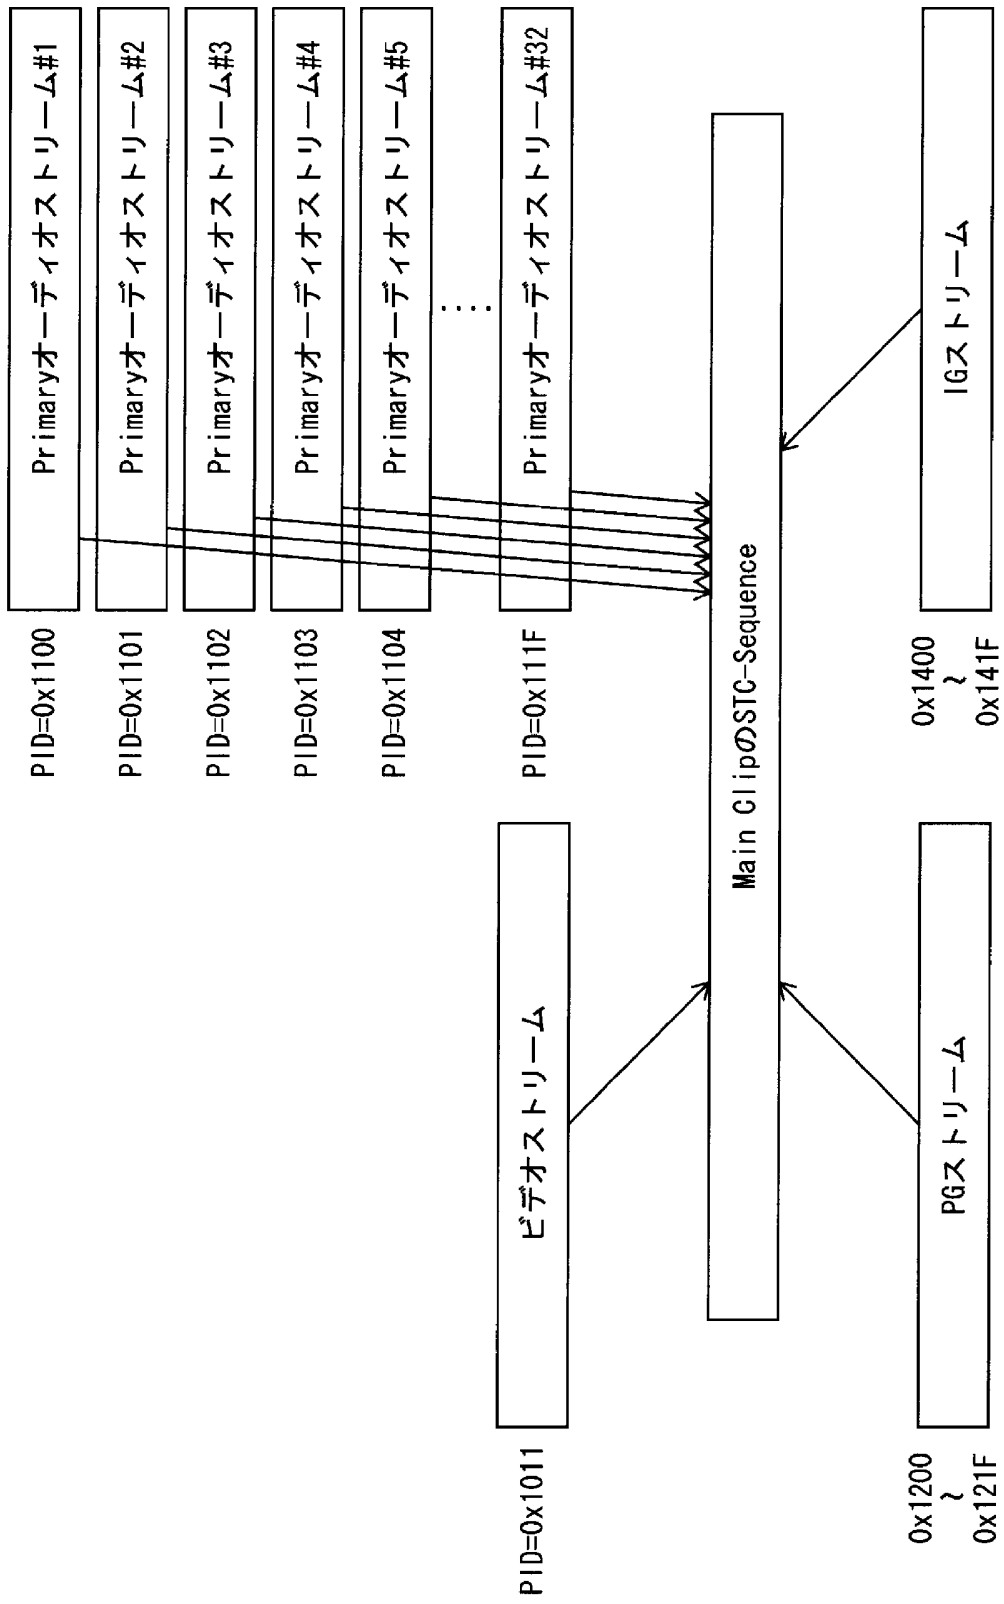 PID=0x1100
Primaryオーディオストリーム#1
PID=0x1101
Primaryオーディオストリーム#2
PID=0x1102
Primaryオーディオストリーム#3
PID=0x1103
Primaryオーディオストリーム#4
PID=0x1104
Primaryオーディオストリーム#5
....
PID=0x1011
ビデオストリーム
PID=0x111F
Primaryオーディオストリーム#32
Main ClipのSTC-Sequence
0x1200
~
0x121F
PGストリーム
0x1400
~
0x141F
IGストリーム